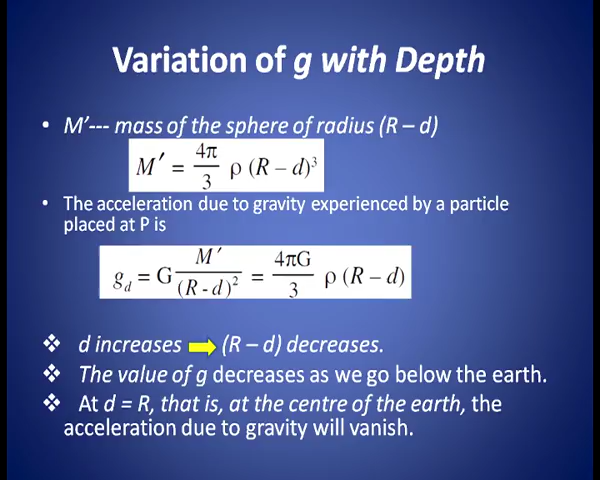 Variation of g with Depth
• M’--- mass of the sphere of radius (R – d)
M′ = 4π/3 ρ (R – d)³
• The acceleration due to gravity experienced by a particle
placed at P is
g_d = G M′/(R - d)² = 4πG/3 ρ (R – d)
❖ d increases ➡ (R – d) decreases.
❖ The value of g decreases as we go below the earth.
❖ At d = R, that is, at the centre of the earth, the
acceleration due to gravity will vanish.